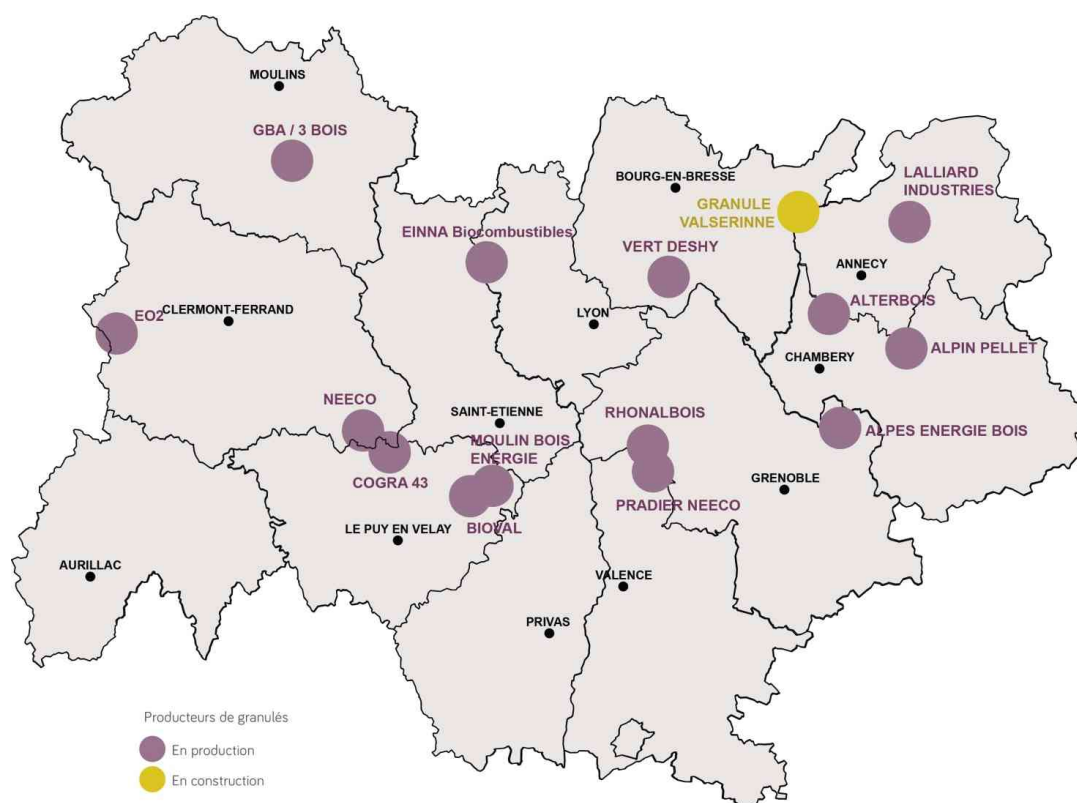 MOULINS
GBA / 3 BOIS
BOURG-EN-BRESSE
LALLIARD
INDUSTRIES
GRANULE
VALSERINNE
EINNA Biocombustibles
VERT DESHY
ANNECY
ALTERBOIS
EO2
CLERMONT-FERRAND
LYON
ALPIN PELLET
CHAMBERY
NEECO
SAINT-ETIENNE
RHONALBOIS
ALPES ENERGIE BOIS
MOULIN BOIS
ENERGIE
COGRA 43
GRENOBLE
PRADIER NEECO
LE PUY EN VELAY
BIOVAL
AURILLAC
VALENCE
PRIVAS
Producteurs de granulés
En production
En construction